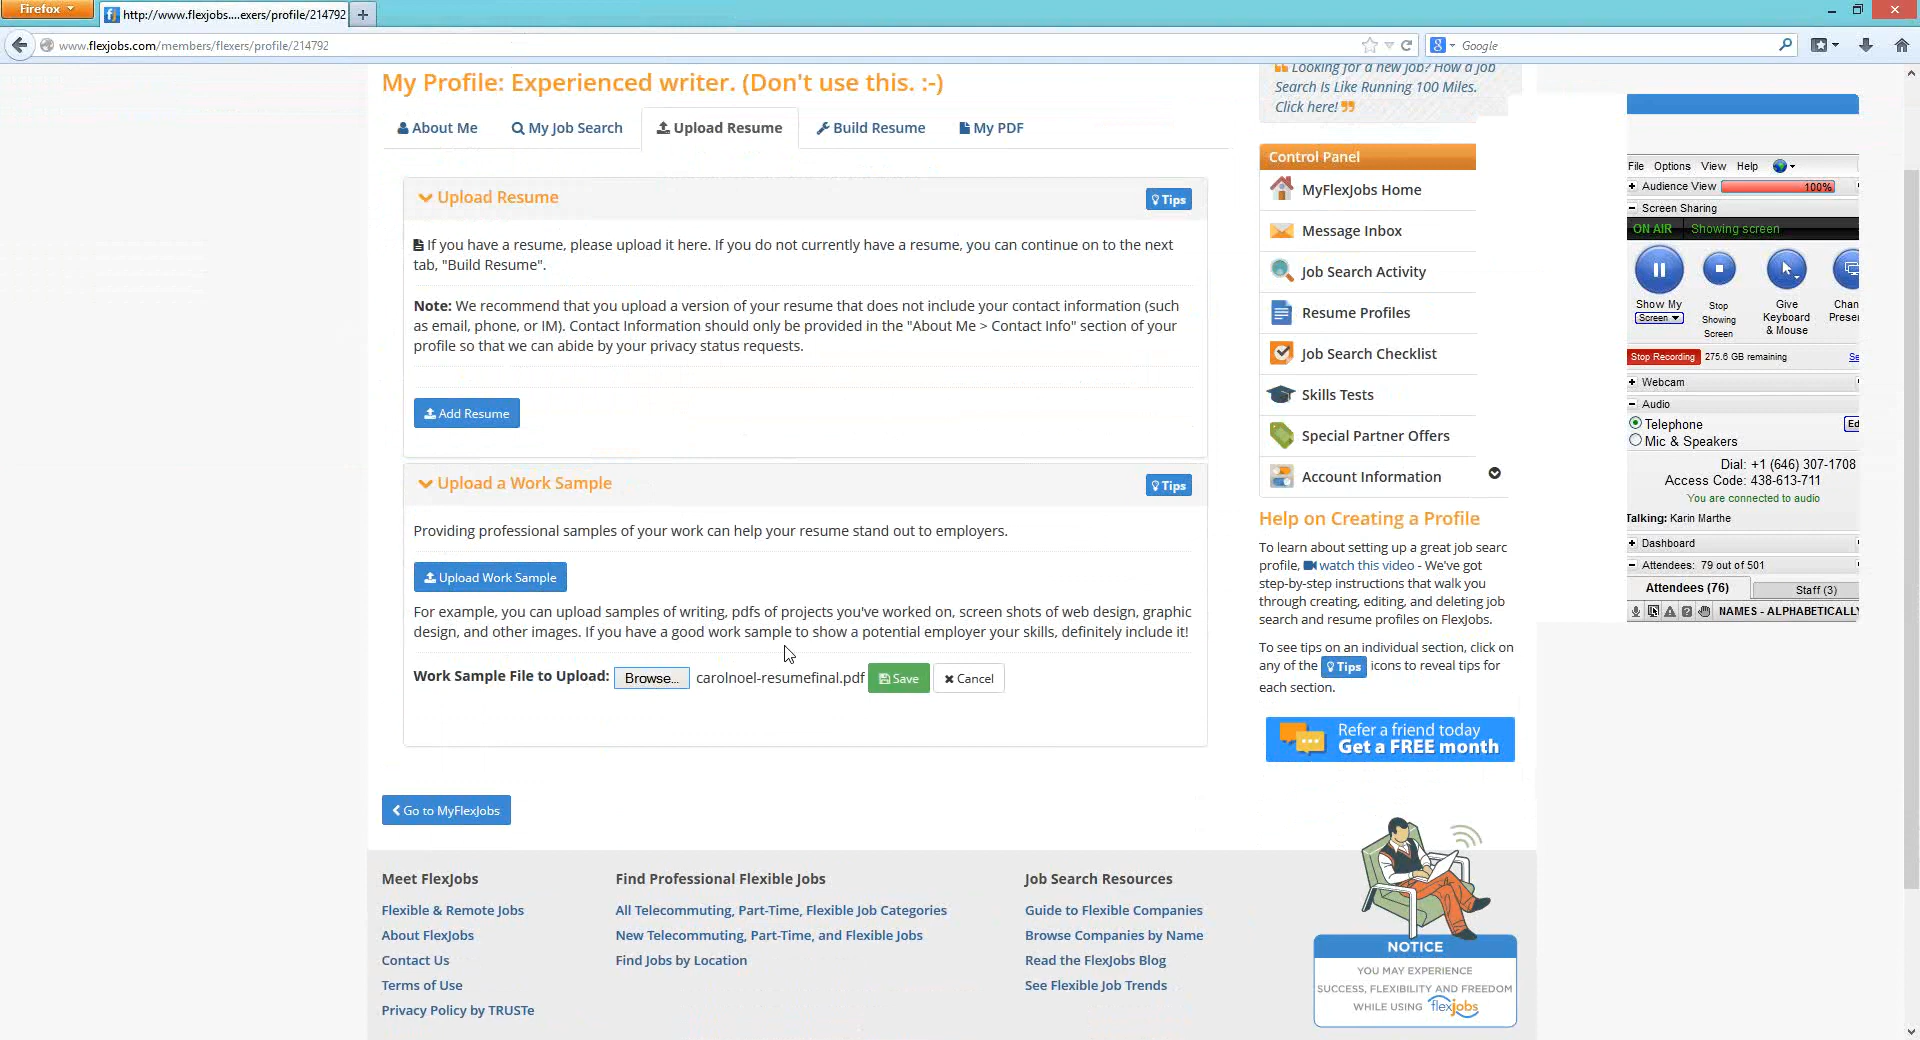 Firefox
http://www.flexjobs....exers/profile/214792
www.flexjobs.com/members/flexers/profile/214792
Google
My Profile: Experienced writer. (Don't use this. :-)
About Me
My Job Search
Upload Resume
Build Resume
My PDF
Upload Resume
Tips
If you have a resume, please upload it here. If you do not currently have a resume, you can continue on to the next
tab, "Build Resume".
Note: We recommend that you upload a version of your resume that does not include your contact information (such
as email, phone, or IM). Contact Information should only be provided in the "About Me > Contact Info" section of your
profile so that we can abide by your privacy status requests.
Add Resume
Upload a Work Sample
Tips
Providing professional samples of your work can help your resume stand out to employers.
Upload Work Sample
For example, you can upload samples of writing, pdfs of projects you've worked on, screen shots of web design, graphic
design, and other images. If you have a good work sample to show a potential employer your skills, definitely include it!
Work Sample File to Upload: Browse... carolnoel-resumefinal.pdf Save Cancel
Go to MyFlexJobs
Looking for a new job? How a Job
Search Is Like Running 100 Miles.
Click here!
Control Panel
MyFlexJobs Home
Message Inbox
Job Search Activity
Resume Profiles
Job Search Checklist
Skills Tests
Special Partner Offers
Account Information
Help on Creating a Profile
To learn about setting up a great job searc
profile, watch this video - We've got
step-by-step instructions that walk you
through creating, editing, and deleting job
search and resume profiles on FlexJobs.
To see tips on an individual section, click on
any of the Tips icons to reveal tips for
each section.
Refer a friend today
Get a FREE month
File Options View Help
Audience View 100%
Screen Sharing
ON AIR Showing screen
Show My
Screen
Stop
Showing
Screen
Give
Keyboard
& Mouse
Chan
Prese
Stop Recording 275.6 GB remaining Se
Webcam
Audio
Telephone Ed
Mic & Speakers
Dial: +1 (646) 307-1708
Access Code: 438-613-711
You are connected to audio
Talking: Karin Marthe
Dashboard
Attendees: 79 out of 501
Attendees (76) Staff (3)
NAMES - ALPHABETICALLY
Meet FlexJobs
Flexible & Remote Jobs
About FlexJobs
Contact Us
Terms of Use
Privacy Policy by TRUSTe
Find Professional Flexible Jobs
All Telecommuting, Part-Time, Flexible Job Categories
New Telecommuting, Part-Time, and Flexible Jobs
Find Jobs by Location
Job Search Resources
Guide to Flexible Companies
Browse Companies by Name
Read the FlexJobs Blog
See Flexible Job Trends
NOTICE
YOU MAY EXPERIENCE
SUCCESS, FLEXIBILITY AND FREEDOM
WHILE USING flexjobs